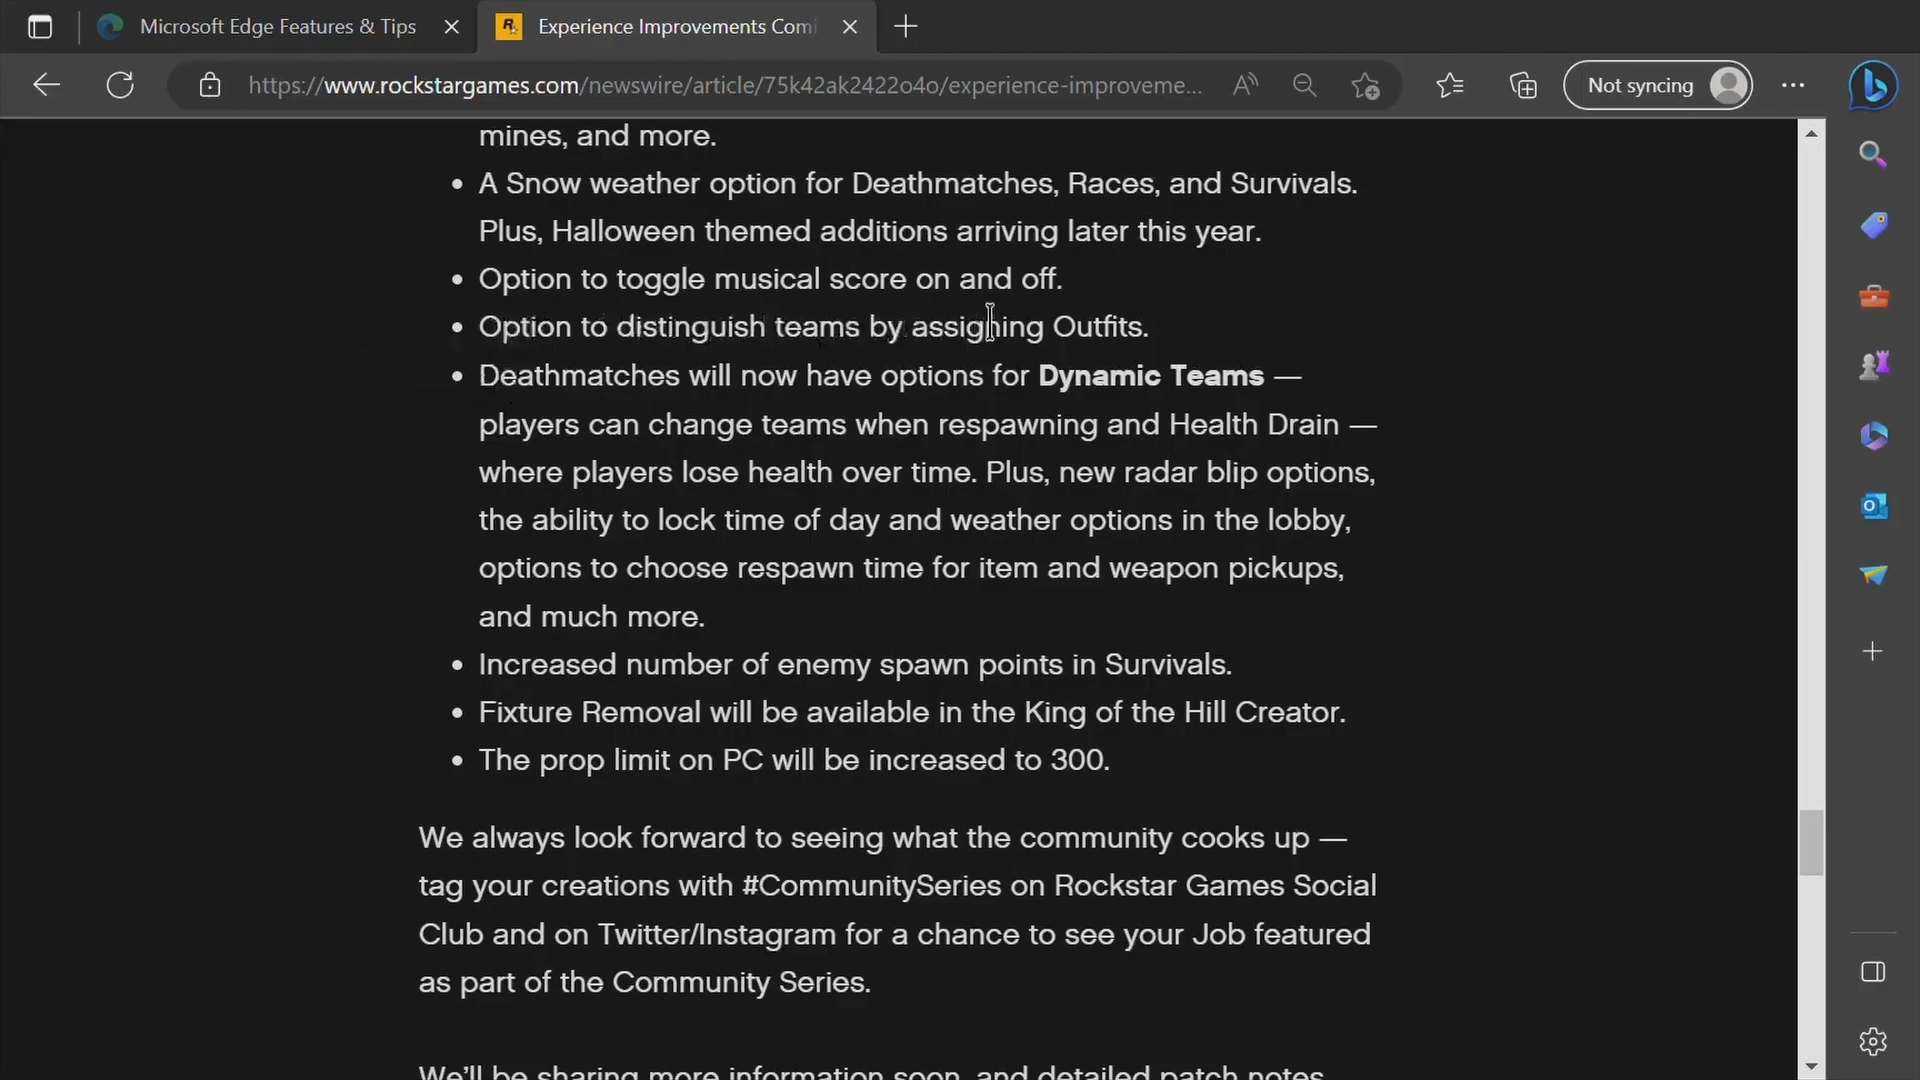 Microsoft Edge Features & Tips
Experience Improvements Comi
https://www.rockstargames.com/newswire/article/75k42ak2422o4o/experience-improveme...
Not syncing
mines, and more.
• A Snow weather option for Deathmatches, Races, and Survivals.
Plus, Halloween themed additions arriving later this year.
• Option to toggle musical score on and off.
• Option to distinguish teams by assigning Outfits.
• Deathmatches will now have options for Dynamic Teams —
players can change teams when respawning and Health Drain —
where players lose health over time. Plus, new radar blip options,
the ability to lock time of day and weather options in the lobby,
options to choose respawn time for item and weapon pickups,
and much more.
• Increased number of enemy spawn points in Survivals.
• Fixture Removal will be available in the King of the Hill Creator.
• The prop limit on PC will be increased to 300.
We always look forward to seeing what the community cooks up —
tag your creations with #CommunitySeries on Rockstar Games Social
Club and on Twitter/Instagram for a chance to see your Job featured
as part of the Community Series.
We'll be sharing more information soon, and detailed patch notes